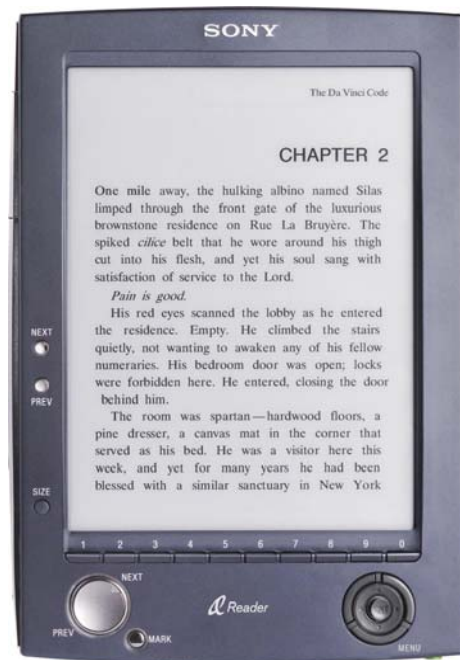 SONY
The Da Vinci Code
CHAPTER 2
One mile away, the hulking albino named Silas
limped through the front gate of the luxurious
brownstone residence on Rue La Bruyère. The
spiked cilice belt that he wore around his thigh
cut into his flesh, and yet his soul sang with
satisfaction of service to the Lord.
Pain is good.
His red eyes scanned the lobby as he entered
the residence. Empty. He climbed the stairs
quietly, not wanting to awaken any of his fellow
numeraries. His bedroom door was open; locks
were forbidden here. He entered, closing the door
behind him.
The room was spartan—hardwood floors, a
pine dresser, a canvas mat in the corner that
served as his bed. He was a visitor here this
week, and yet for many years he had been
blessed with a similar sanctuary in New York
NEXT
PREV
SIZE
1 2 3 4 5 6 7 8 9 0
NEXT
PREV
MARK
Reader
MENU